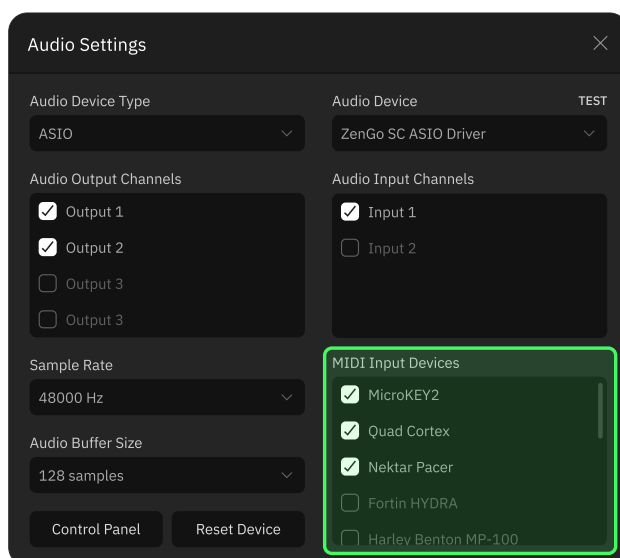 Audio Settings
Audio Device Type
ASIO
Audio Device
TEST
ZenGo SC ASIO Driver
Audio Output Channels
Output 1
Output 2
Output 3
Output 3
Audio Input Channels
Input 1
Input 2
Sample Rate
48000 Hz
Audio Buffer Size
128 samples
Control Panel
Reset Device
MIDI Input Devices
MicroKEY2
Quad Cortex
Nektar Pacer
Fortin HYDRA
Harley Benton MP-100